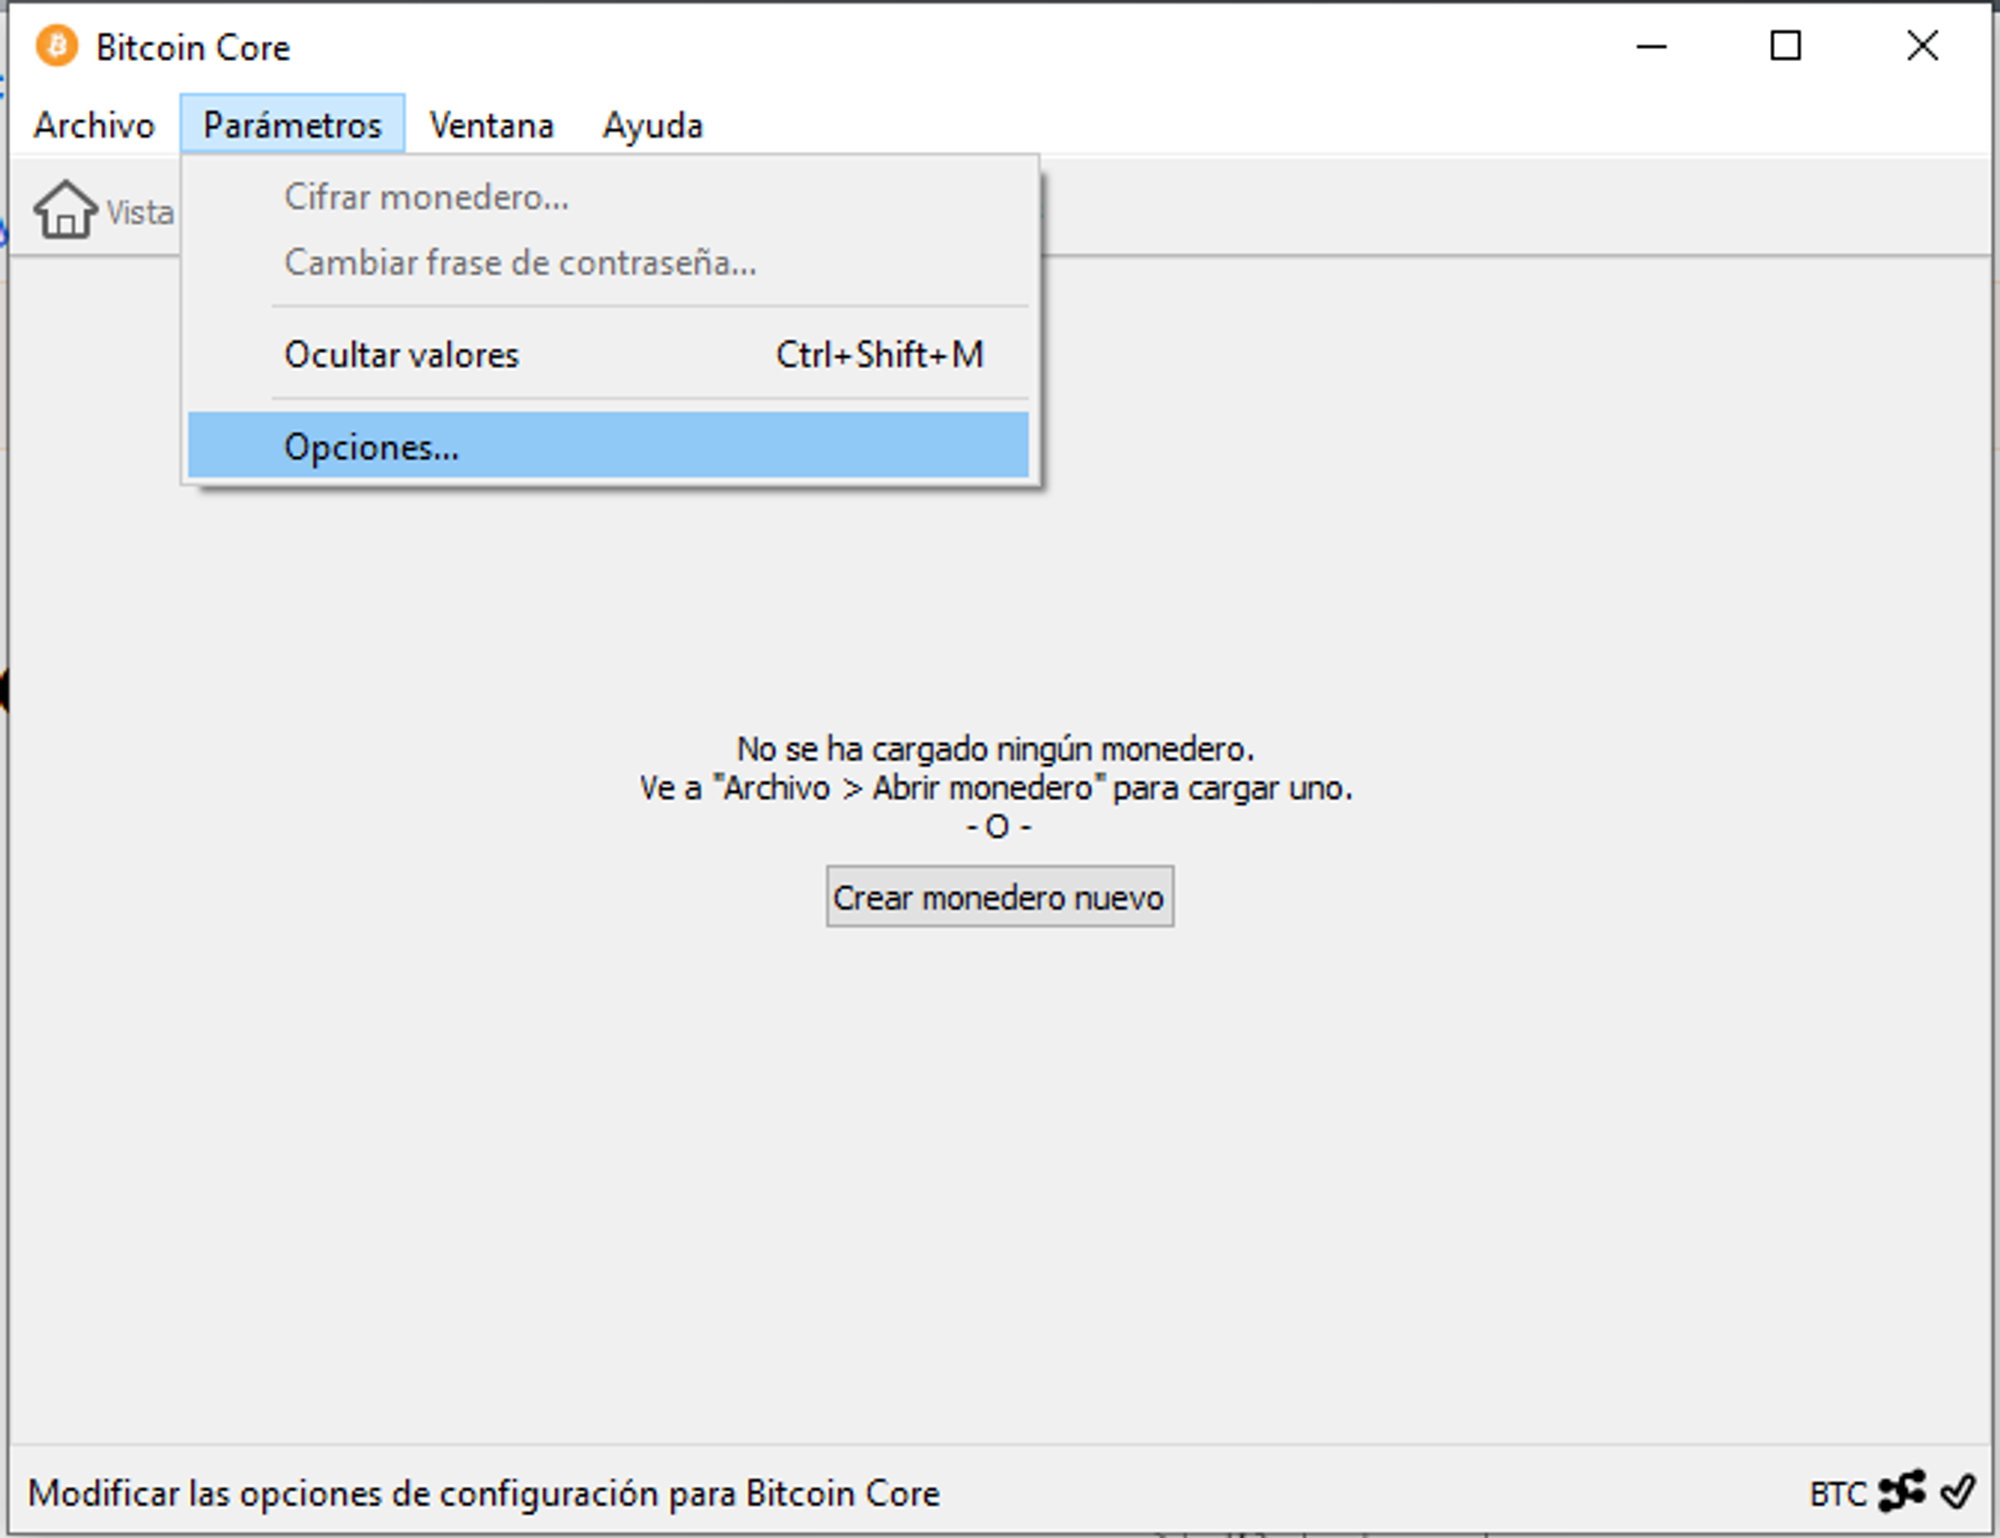 Bitcoin Core
Archivo Parámetros Ventana Ayuda
Vista
Cifrar monedero...
Cambiar frase de contraseña...
Ocultar valores Ctrl+Shift+M
Opciones...
No se ha cargado ningún monedero.
Ve a "Archivo > Abrir monedero" para cargar uno.
- O -
Crear monedero nuevo
Modificar las opciones de configuración para Bitcoin Core BTC